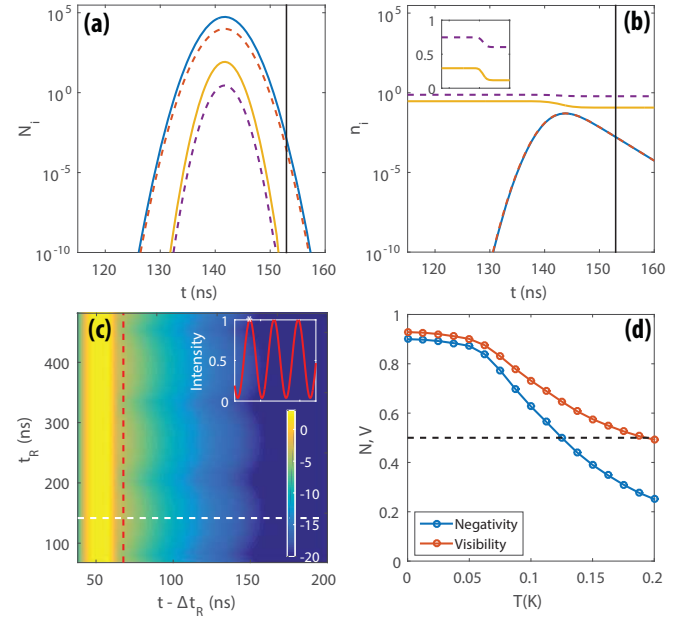 (a)
10^5
10^0
10^-5
10^-10
N_i
120 130 140 150 160
t (ns)
(b)
1
0.5
0
10^5
10^0
10^-5
10^-10
n_i
120 130 140 150 160
t (ns)
(c)
1
0.5
0
Intensity
*
400
300
200
100
t_R (ns)
0
-5
-10
-15
-20
50 100 150 200
t - Δt_R (ns)
(d)
1
0.8
0.6
0.4
0.2
0
N, V
Negativity
Visibility
0 0.05 0.1 0.15 0.2
T(K)